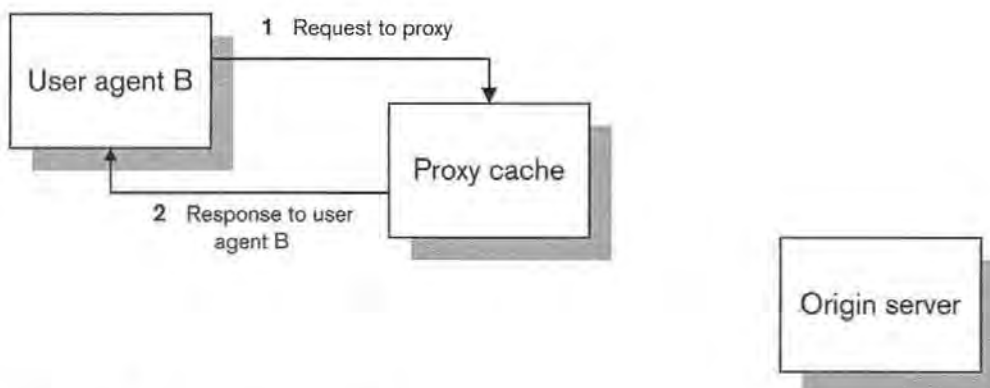 1 Request to proxy
User agent B
Proxy cache
2 Response to user
agent B
Origin server